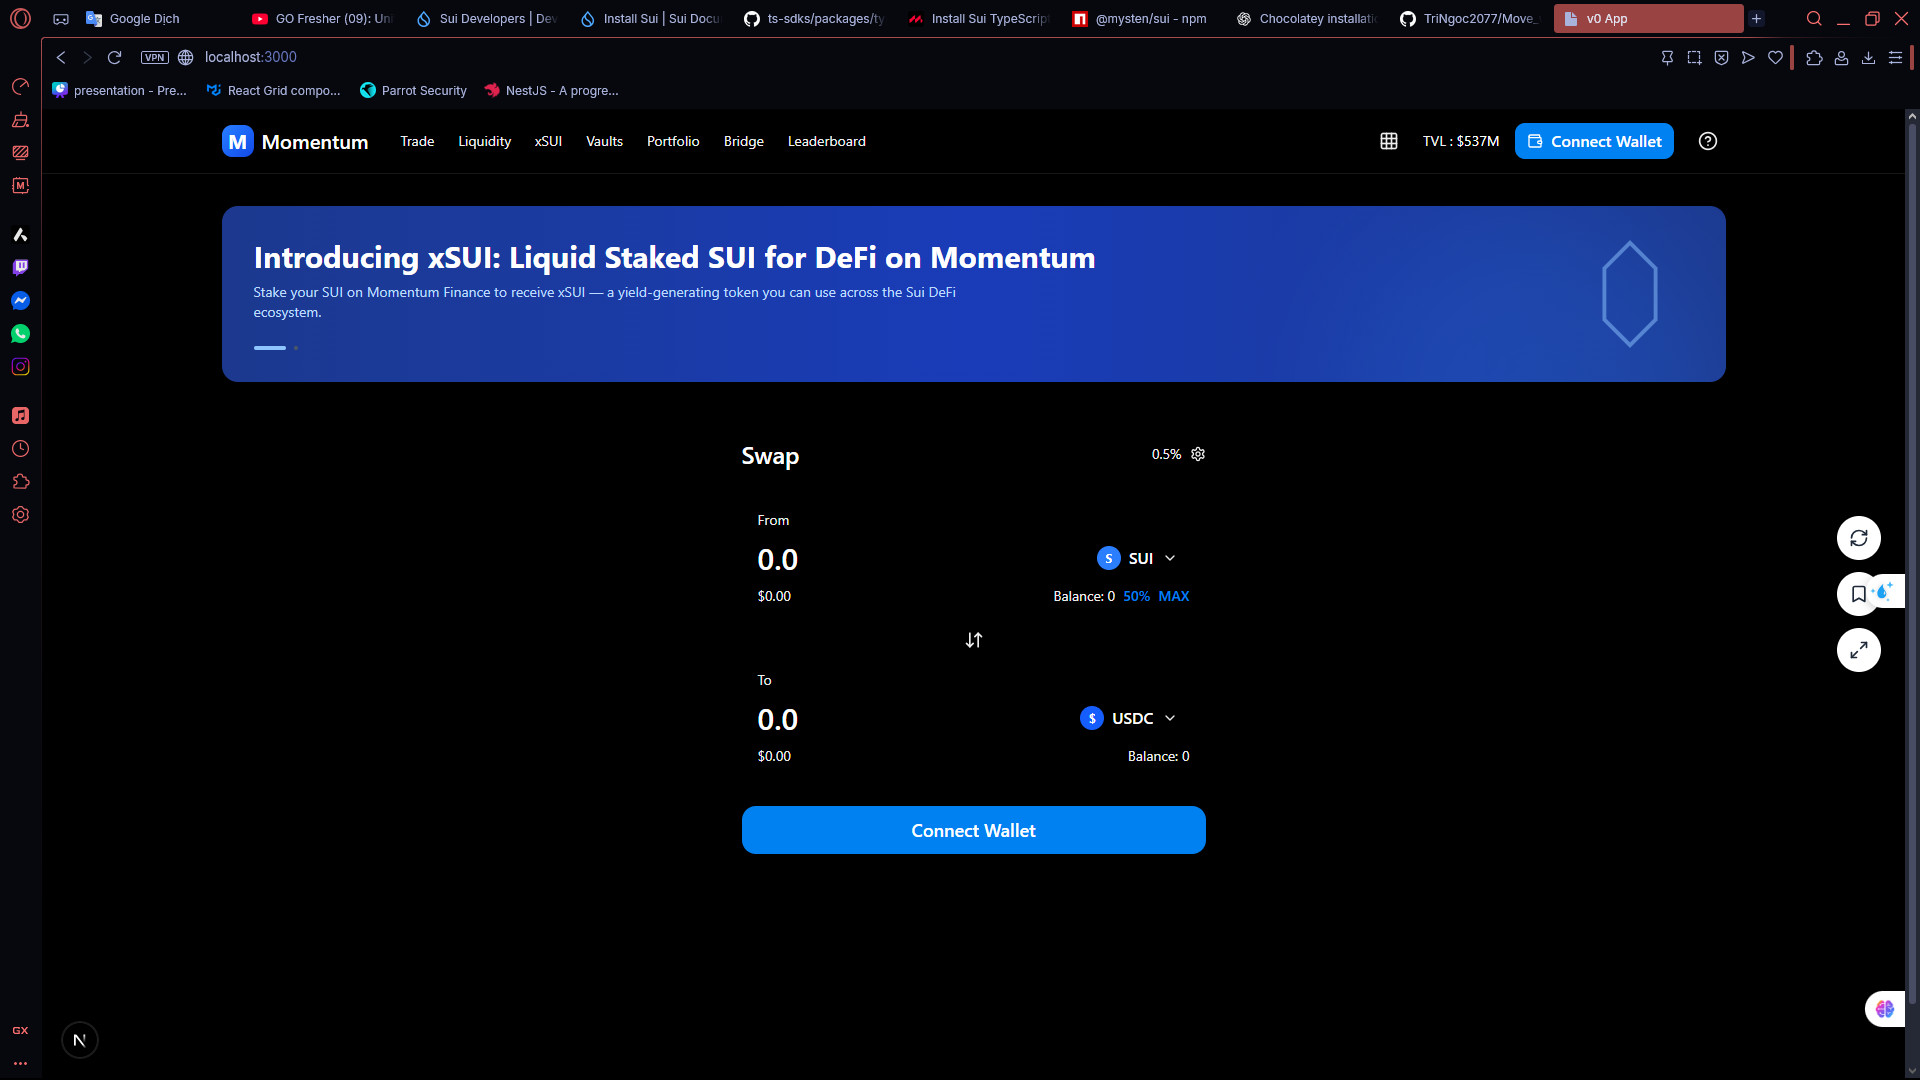 Google Dịch
GO Fresher (09): Un
Sui Developers | Dev
Install Sui | Sui Docu
ts-sdks/packages/ty
Install Sui TypeScrip
@mysten/sui - npm
Chocolatey installati
TriNgoc2077/Move_
v0 App
VPN
localhost:3000
presentation - Pre...
React Grid compo...
Parrot Security
NestJS - A progre...
M
Momentum
Trade
Liquidity
xSUI
Vaults
Portfolio
Bridge
Leaderboard
TVL : $537M
Connect Wallet
Introducing xSUI: Liquid Staked SUI for DeFi on Momentum
Stake your SUI on Momentum Finance to receive xSUI — a yield-generating token you can use across the Sui DeFi
ecosystem.
Swap
0.5%
From
0.0
S
SUI
$0.00
Balance: 0
50%
MAX
To
0.0
$
USDC
$0.00
Balance: 0
Connect Wallet
GX
N